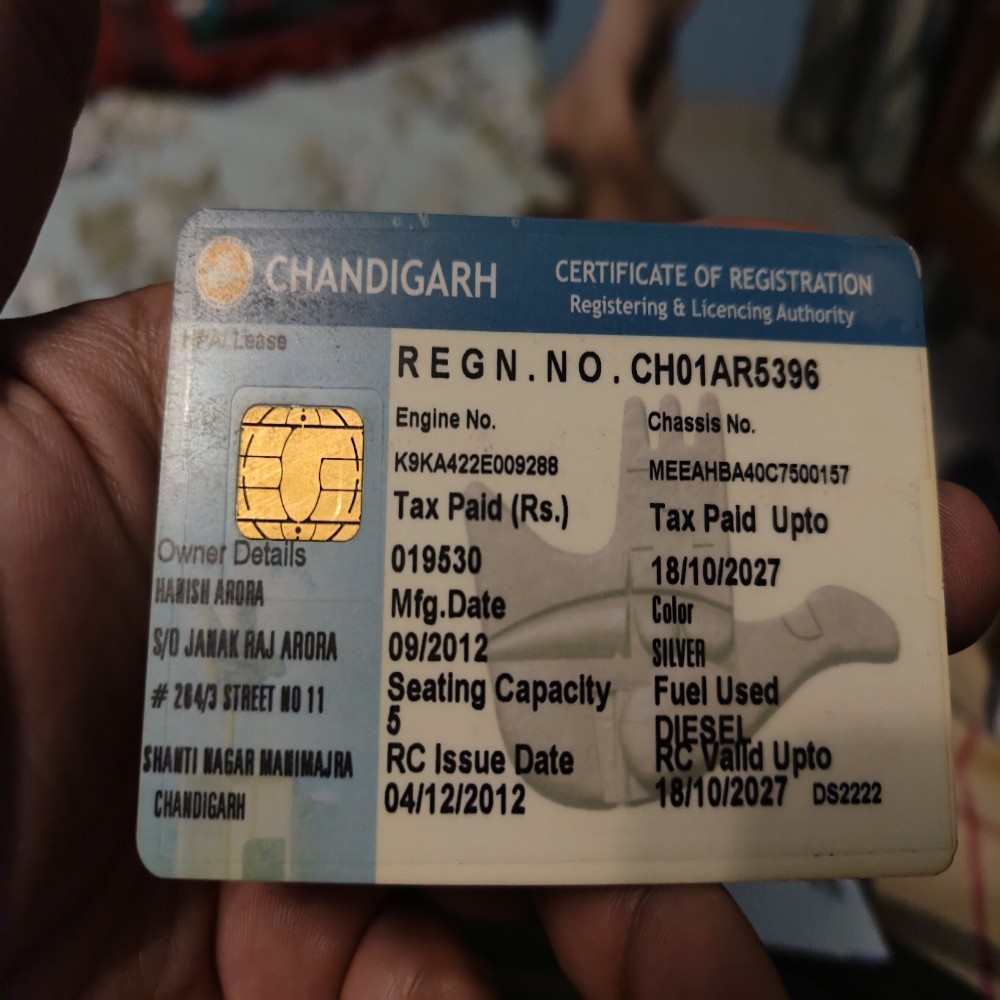 CHANDIGARH
CERTIFICATE OF REGISTRATION
Registering & Licencing Authority
Lease
REGN.NO. CH01AR5396
Engine No. Chassis No.
K9KA422E009288 MEEAHBA40C7500157
Tax Paid (Rs.) Tax Paid Upto
019530 18/10/2027
Mfg.Date Color
09/2012 SILVER
Seating Capacity Fuel Used
5 DIESEL
RC Issue Date RC Valid Upto
04/12/2012 18/10/2027 DS2222
Owner Details
HANISH ARORA
S/O JANAK RAJ ARORA
# 264/3 STREET NO 11
SHANTI NAGAR MANIMAJRA
CHANDIGARH